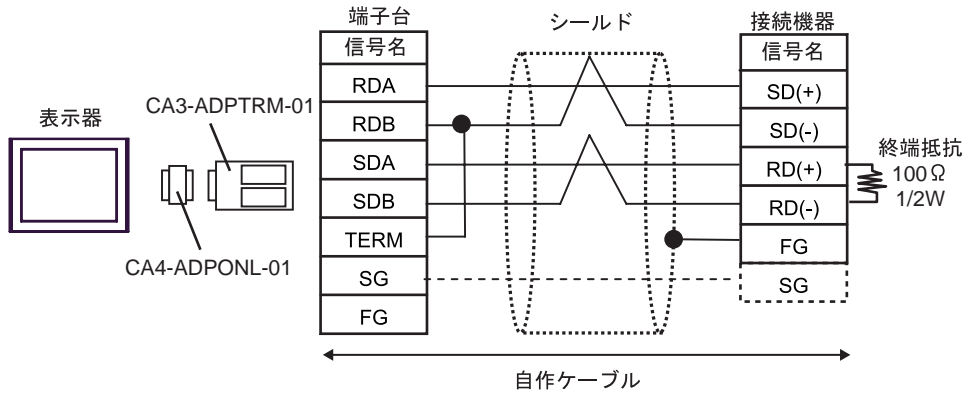 端子台
シールド
接続機器
信号名
信号名
RDA
SD(+)
CA3-ADPTRM-01
表示器
RDB
SD(-)
SDA
RD(+)
終端抵抗
100Ω
1/2W
SDB
RD(-)
TERM
FG
CA4-ADPONL-01
SG
SG
FG
自作ケーブル